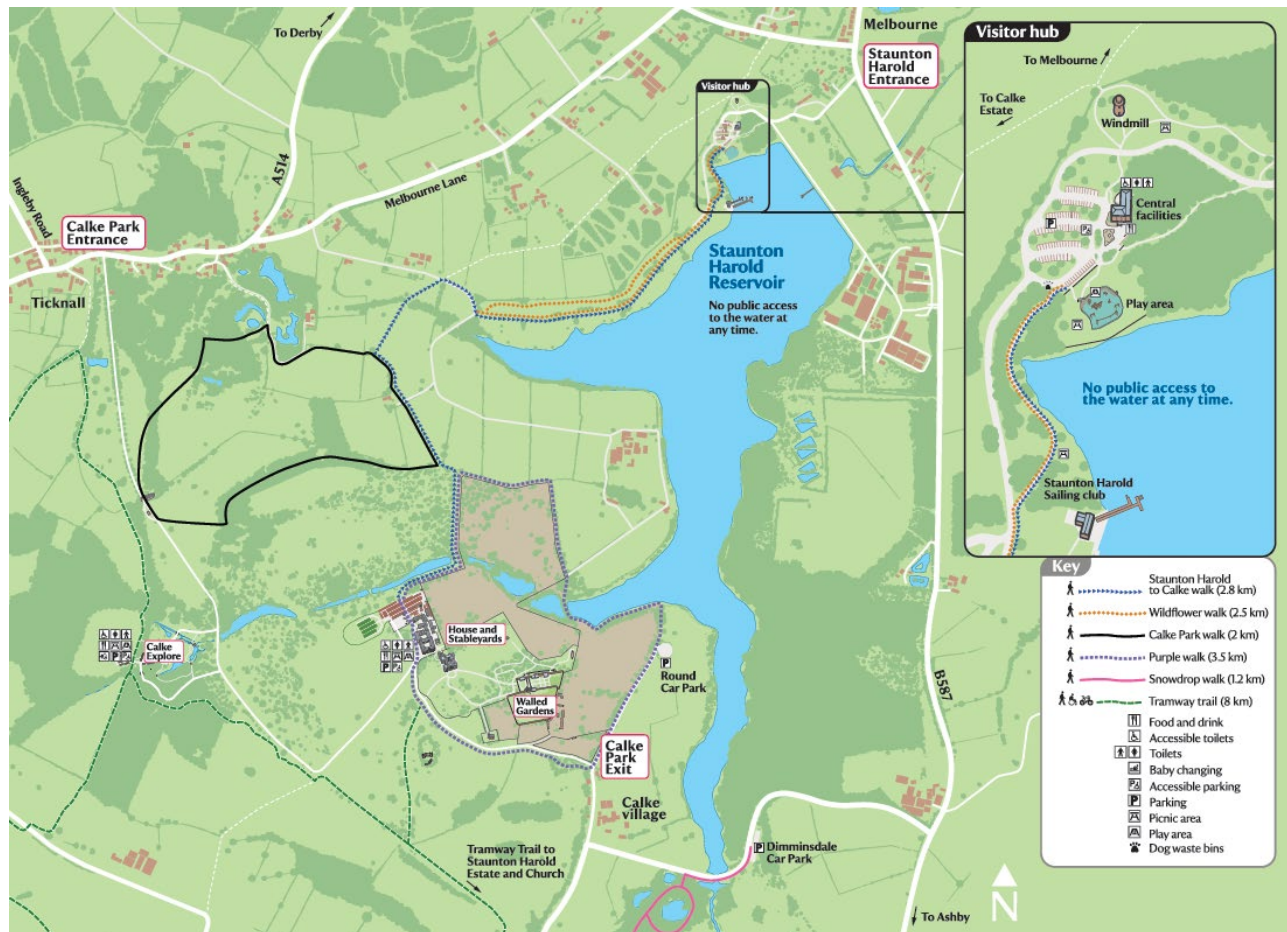 To Derby
Melbourne
Staunton
Harold
Entrance
Visitor hub
A514
Ingleby Road
Melbourne Lane
Calke Park
Entrance
Ticknall
Staunton
Harold
Reservoir
No public access
to the water at
any time.
House and
Stableyards
Calke
Explore
P
Round
Car Park
Walled
Gardens
Calke
Park
Exit
B587
Calke
village
Tramway Trail to
Staunton Harold
Estate and Church
P
Dimminsdale
Car Park
To Ashby
N
Visitor hub
To Melbourne
To Calke
Estate
Windmill
Central
facilities
P
Play area
No public access to
the water at any time.
Staunton Harold
Sailing club
Key
Staunton Harold
to Calke walk (2.8 km)
Wildflower walk (2.5 km)
Calke Park walk (2 km)
Purple walk (3.5 km)
Snowdrop walk (1.2 km)
Tramway trail (8 km)
Food and drink
Accessible toilets
Toilets
Baby changing
Accessible parking
P Parking
Picnic area
Play area
Dog waste bins